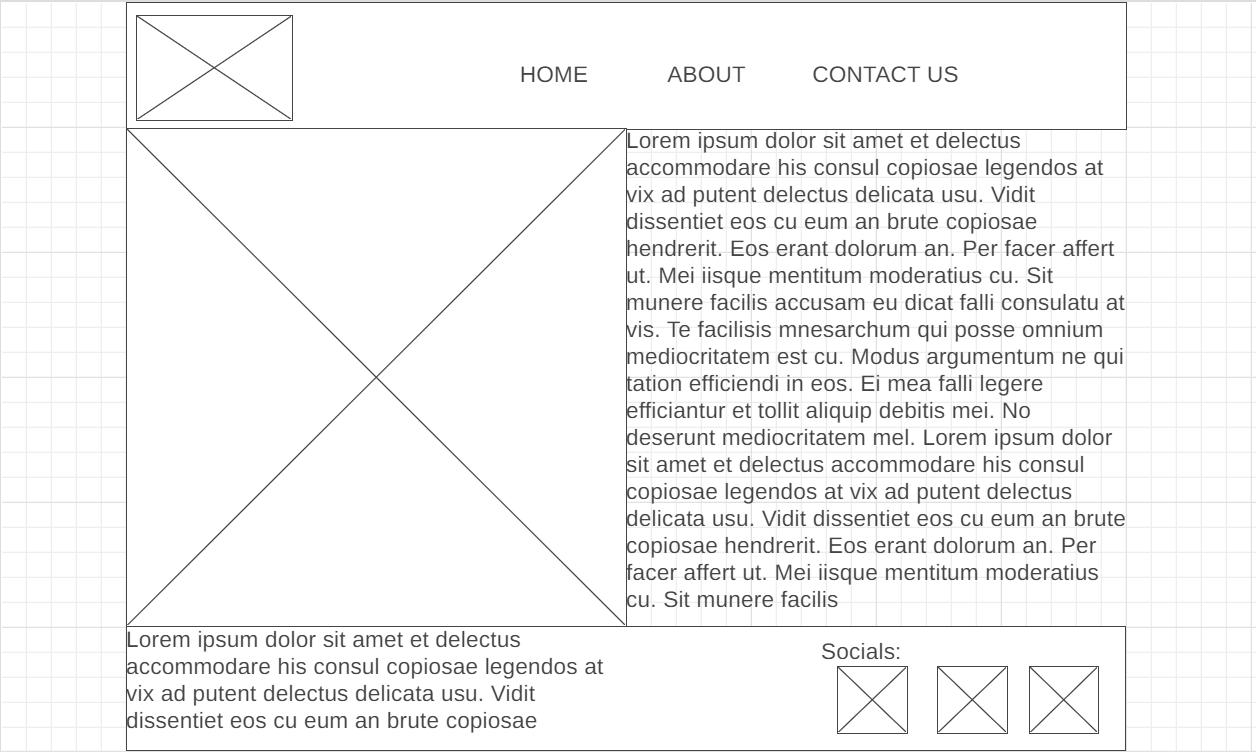 HOME ABOUT CONTACT US
Lorem ipsum dolor sit amet et delectus
accommodare his consul copiosae legendos at
vix ad putent delectus delicata usu. Vidit
dissentiet eos cu eum an brute copiosae
hendrerit. Eos erant dolorum an. Per facer affert
ut. Mei iisque mentitum moderatius cu. Sit
munere facilis accusam eu dicat falli consulatu at
vis. Te facilisis mnesarchum qui posse omnium
mediocritatem est cu. Modus argumentum ne qui
tation efficiendi in eos. Ei mea falli legere
efficiantur et tollit aliquip debitis mei. No
deserunt mediocritatem mel. Lorem ipsum dolor
sit amet et delectus accommodare his consul
copiosae legendos at vix ad putent delectus
delicata usu. Vidit dissentiet eos cu eum an brute
copiosae hendrerit. Eos erant dolorum an. Per
facer affert ut. Mei iisque mentitum moderatius
cu. Sit munere facilis
Lorem ipsum dolor sit amet et delectus
accommodare his consul copiosae legendos at
vix ad putent delectus delicata usu. Vidit
dissentiet eos cu eum an brute copiosae
Socials: